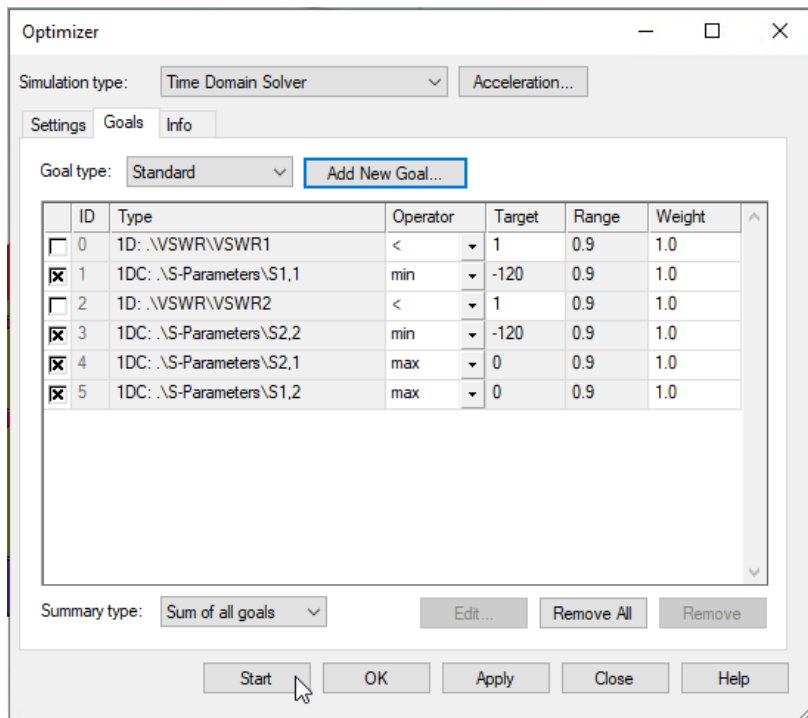 Optimizer
Simulation type: Time Domain Solver Acceleration...
Settings Goals Info
Goal type: Standard Add New Goal...
ID Type Operator Target Range Weight
0 1D: .\VSWR\VSWR1 < 1 0.9 1.0
1 1DC: .\S-Parameters\S1,1 min -120 0.9 1.0
2 1D: .\VSWR\VSWR2 < 1 0.9 1.0
3 1DC: .\S-Parameters\S2,2 min -120 0.9 1.0
4 1DC: .\S-Parameters\S2,1 max 0 0.9 1.0
5 1DC: .\S-Parameters\S1,2 max 0 0.9 1.0
Summary type: Sum of all goals Edit... Remove All Remove
Start OK Apply Close Help